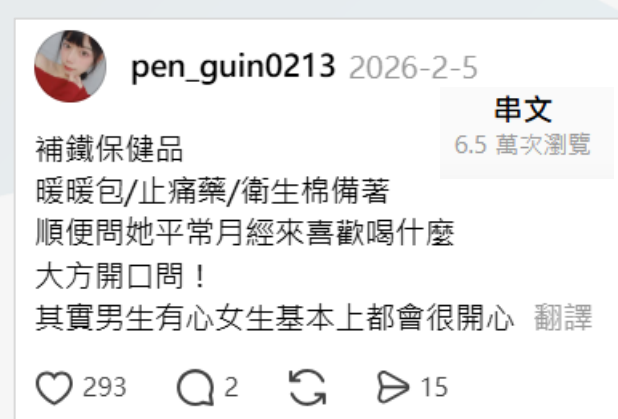 pen_guin0213 2026-2-5
串文
6.5 萬次瀏覽
補鐵保健品
暖暖包/止痛藥/衛生棉備著
順便問她平常月經來喜歡喝什麼
大方開口問！
其實男生有心女生基本上都會很開心 翻譯
293 2 15